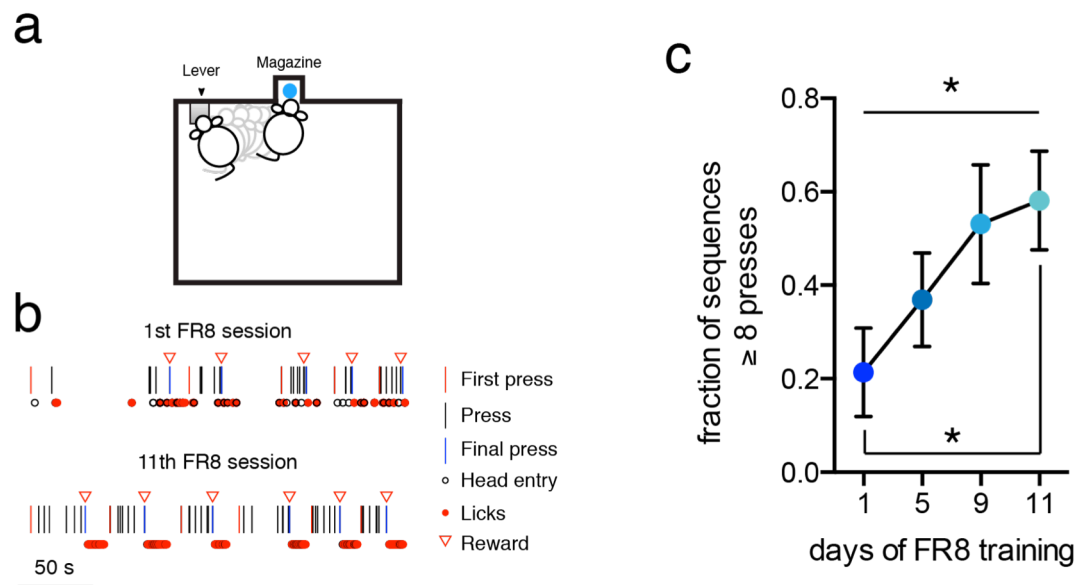 a
Lever
Magazine
b
1st FR8 session
11th FR8 session
50 s
First press
Press
Final press
Head entry
Licks
Reward
c
fraction of sequences
≥ 8 presses
0.8
0.6
0.4
0.2
0.0
*
*
1 5 9 11
days of FR8 training